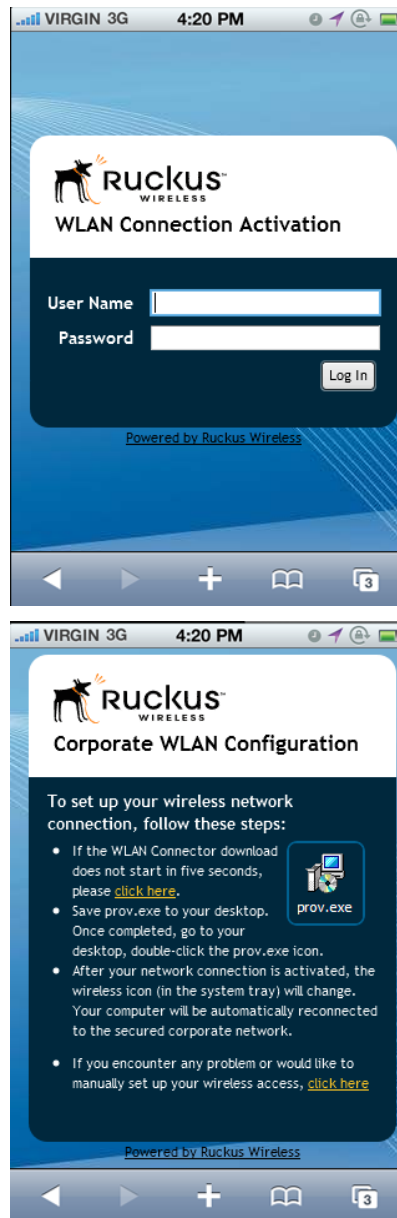 VIRGIN 3G 4:20 PM
RUCKUS™
WIRELESS
WLAN Connection Activation
User Name
Password
Log In
Powered by Ruckus Wireless
3
VIRGIN 3G 4:20 PM
RUCKUS™
WIRELESS
Corporate WLAN Configuration
To set up your wireless network
connection, follow these steps:
• If the WLAN Connector download
does not start in five seconds,
please click here.
prov.exe
• Save prov.exe to your desktop.
Once completed, go to your
desktop, double-click the prov.exe icon.
• After your network connection is activated, the
wireless icon (in the system tray) will change.
Your computer will be automatically reconnected
to the secured corporate network.
• If you encounter any problem or would like to
manually set up your wireless access, click here
Powered by Ruckus Wireless
3